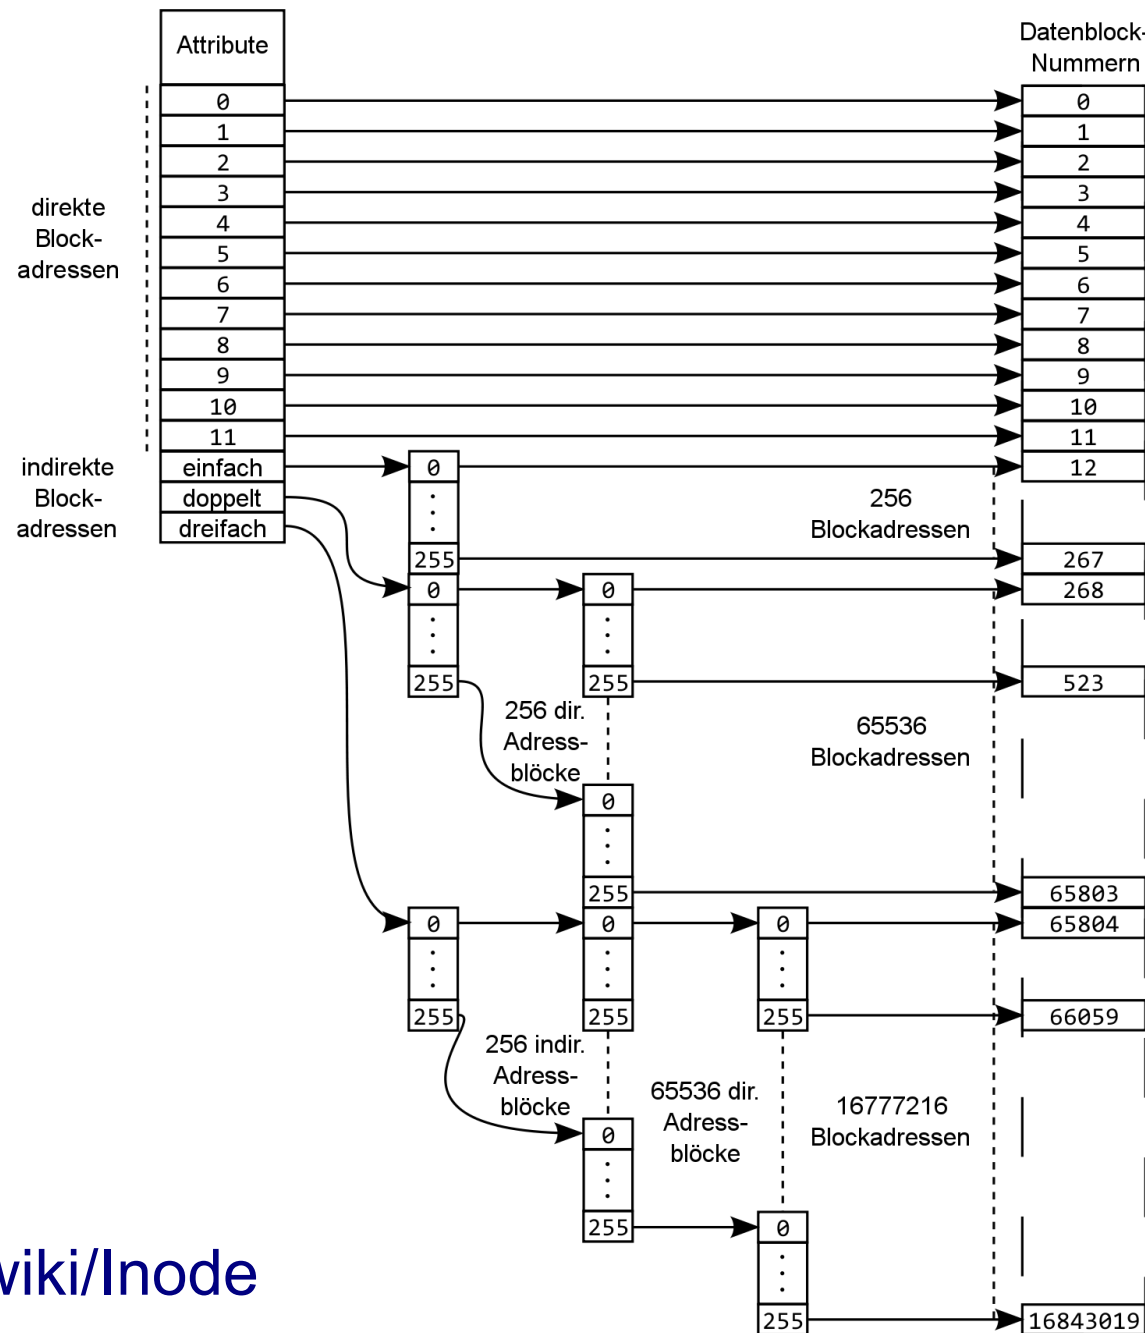 Attribute
Datenblock-
Nummern
direkte
Block-
adressen
0
1
2
3
4
5
6
7
8
9
10
11
0
1
2
3
4
5
6
7
8
9
10
11
indirekte
Block-
adressen
einfach
doppelt
dreifach
0
255
12
267
256
Blockadressen
0
255
0
255
268
523
256 dir.
Adress-
blöcke
65536
Blockadressen
0
255
65803
0
255
0
255
0
255
65804
66059
256 indir.
Adress-
blöcke
65536 dir.
Adress-
blöcke
16777216
Blockadressen
0
255
0
255
16843019
wiki/Inode